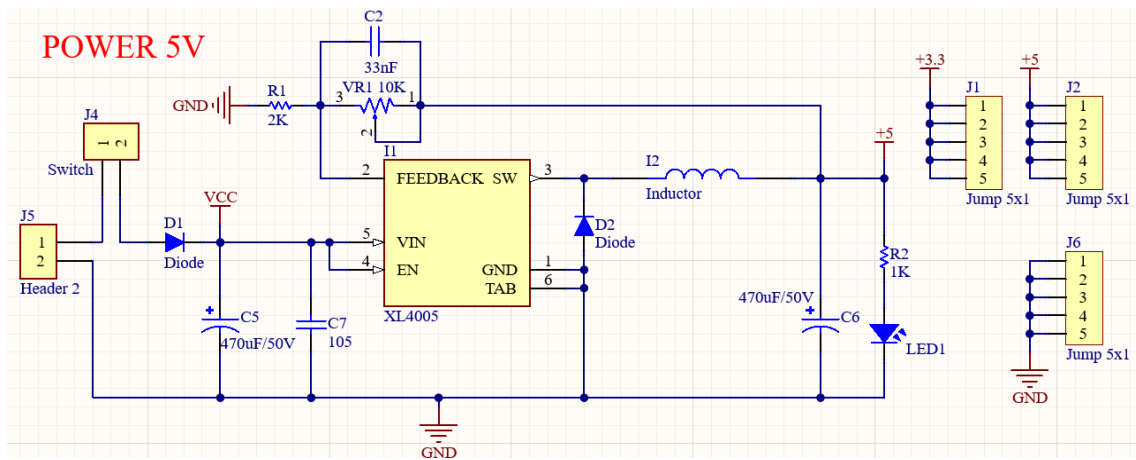 POWER 5V
C2
33nF
VR1 10K
3
1
2
R1
2K
GND
J4
1
2
Switch
J5
1
2
Header 2
D1
Diode
VCC
C5
470uF/50V
C7
105
I1
2
FEEDBACK
SW
3
5
VIN
4
EN
GND
1
TAB
6
XL4005
D2
Diode
I2
Inductor
+5
R2
1K
470uF/50V
C6
LED1
GND
+3.3
J1
1
2
3
4
5
Jump 5x1
+5
J2
1
2
3
4
5
Jump 5x1
J6
1
2
3
4
5
Jump 5x1
GND